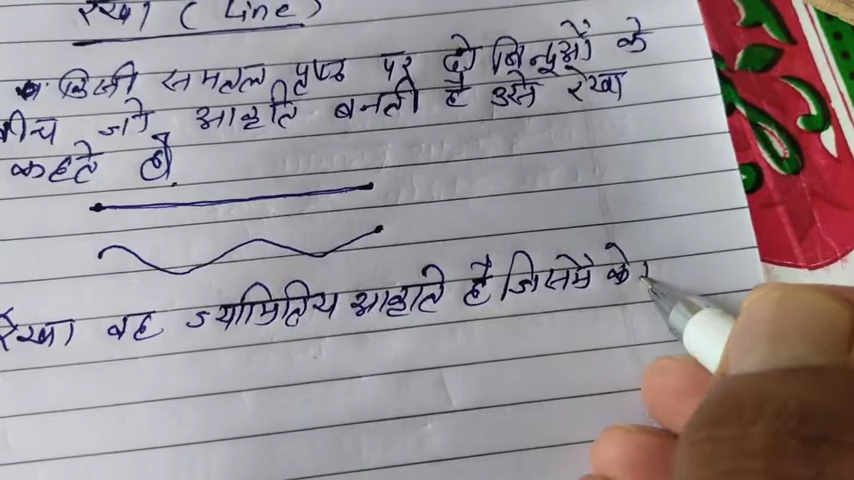 रेखा ( Line )
किसी समतल पृष्ठ पर दो बिन्दुओं के
बीच जो आकृति बनती है उसे रेखा
कहते है।
रेखा वह ज्यामितिय आकृति है जिसमे के